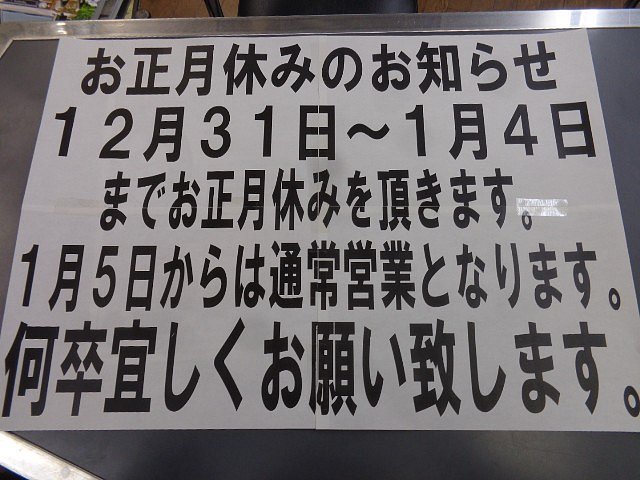 お正月休みのお知らせ
１２月３１日～１月４日
までお正月休みを頂きます。
１月５日からは通常営業となります。
何卒宜しくお願い致します。